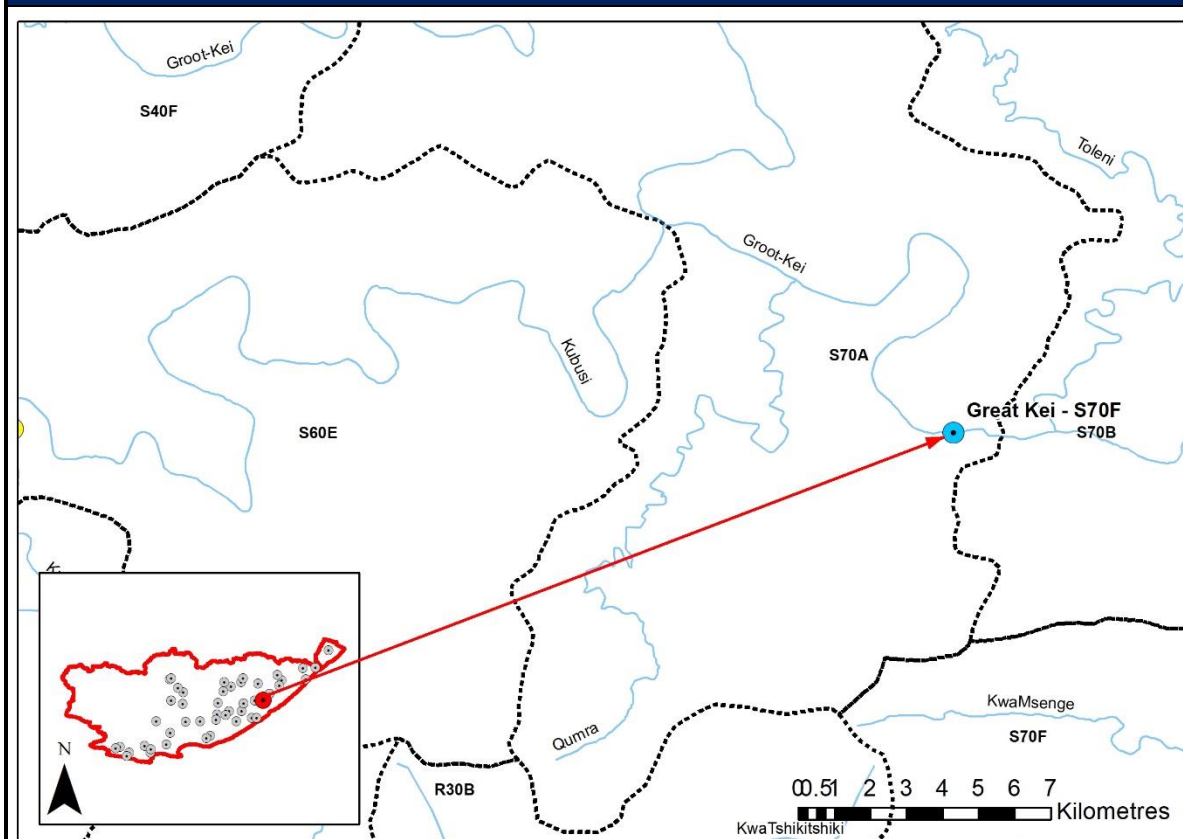 Groot-Kei
S40F
Toleni
Groot-Kei
Kubusi
S70A
Great Kei - S70F
S60E
S70B
N
KwaMsenge
S70F
Qumra
R30B
00.51 2 3 4 5 6 7
Kilometres
KwaTshikitshiki